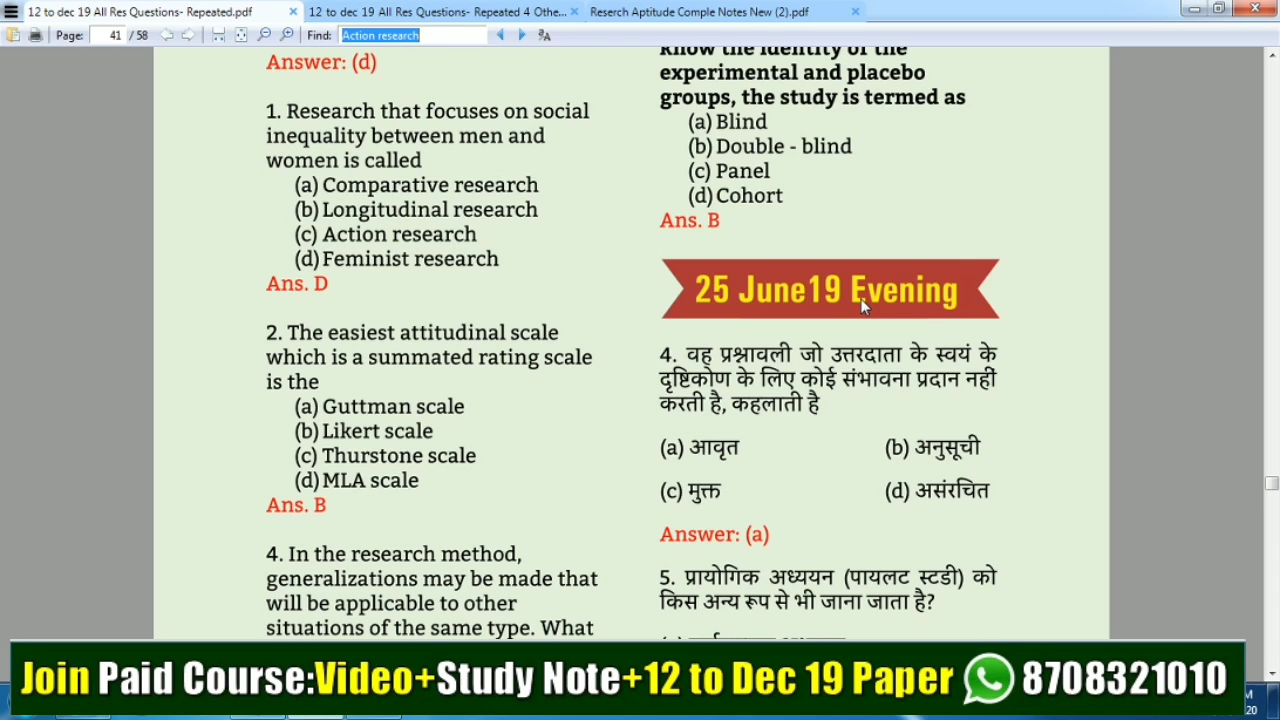 12 to dec 19 All Res Questions- Repeated.pdf
12 to dec 19 All Res Questions- Repeated 4 Othe...
Reserch Aptitude Comple Notes New (2).pdf
Page: 41 / 58 Find: Action research
Answer: (d)
1. Research that focuses on social
inequality between men and
women is called
(a) Comparative research
(b) Longitudinal research
(c) Action research
(d) Feminist research
Ans. D
2. The easiest attitudinal scale
which is a summated rating scale
is the
(a) Guttman scale
(b) Likert scale
(c) Thurstone scale
(d) MLA scale
Ans. B
4. In the research method,
generalizations may be made that
will be applicable to other
situations of the same type. What
know the identity of the
experimental and placebo
groups, the study is termed as
(a) Blind
(b) Double - blind
(c) Panel
(d) Cohort
Ans. B
25 June19 Evening
4. वह प्रश्नावली जो उत्तरदाता के स्वयं के
दृष्टिकोण के लिए कोई संभावना प्रदान नहीं
करती है, कहलाती है
(a) आवृत (b) अनुसूची
(c) मुक्त (d) असंरचित
Answer: (a)
5. प्रायोगिक अध्ययन (पायलट स्टडी) को
किस अन्य रूप से भी जाना जाता है?
Join Paid Course:Video+Study Note+12 to Dec 19 Paper 8708321010